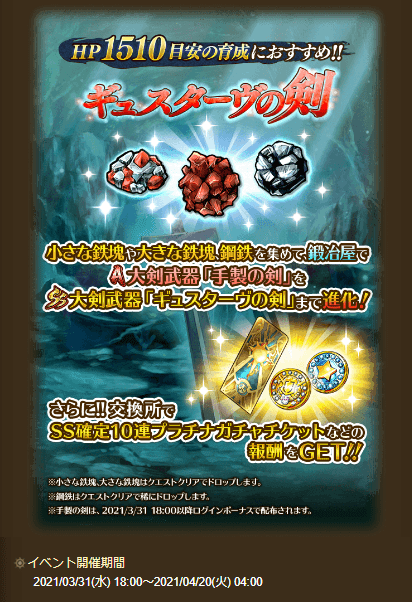 HP1510目安の育成におすすめ!!
ギュスターヴの剣
小さな鉄塊や大きな鉄塊、鋼鉄を集めて、鍛冶屋で
A大剣武器「手製の剣」を
SS大剣武器「ギュスターヴの剣」まで進化!
さらに!!交換所で
SS確定10連プラチナガチャチケットなどの
報酬をGET!!
※小さな鉄塊、大きな鉄塊はクエストクリアでドロップします。
※鋼鉄はクエストクリアで稀にドロップします。
※手製の剣は、2021/3/31 18:00以降ログインボーナスで配布されます。
イベント開催期間
2021/03/31(水) 18:00～2021/04/20(火) 04:00